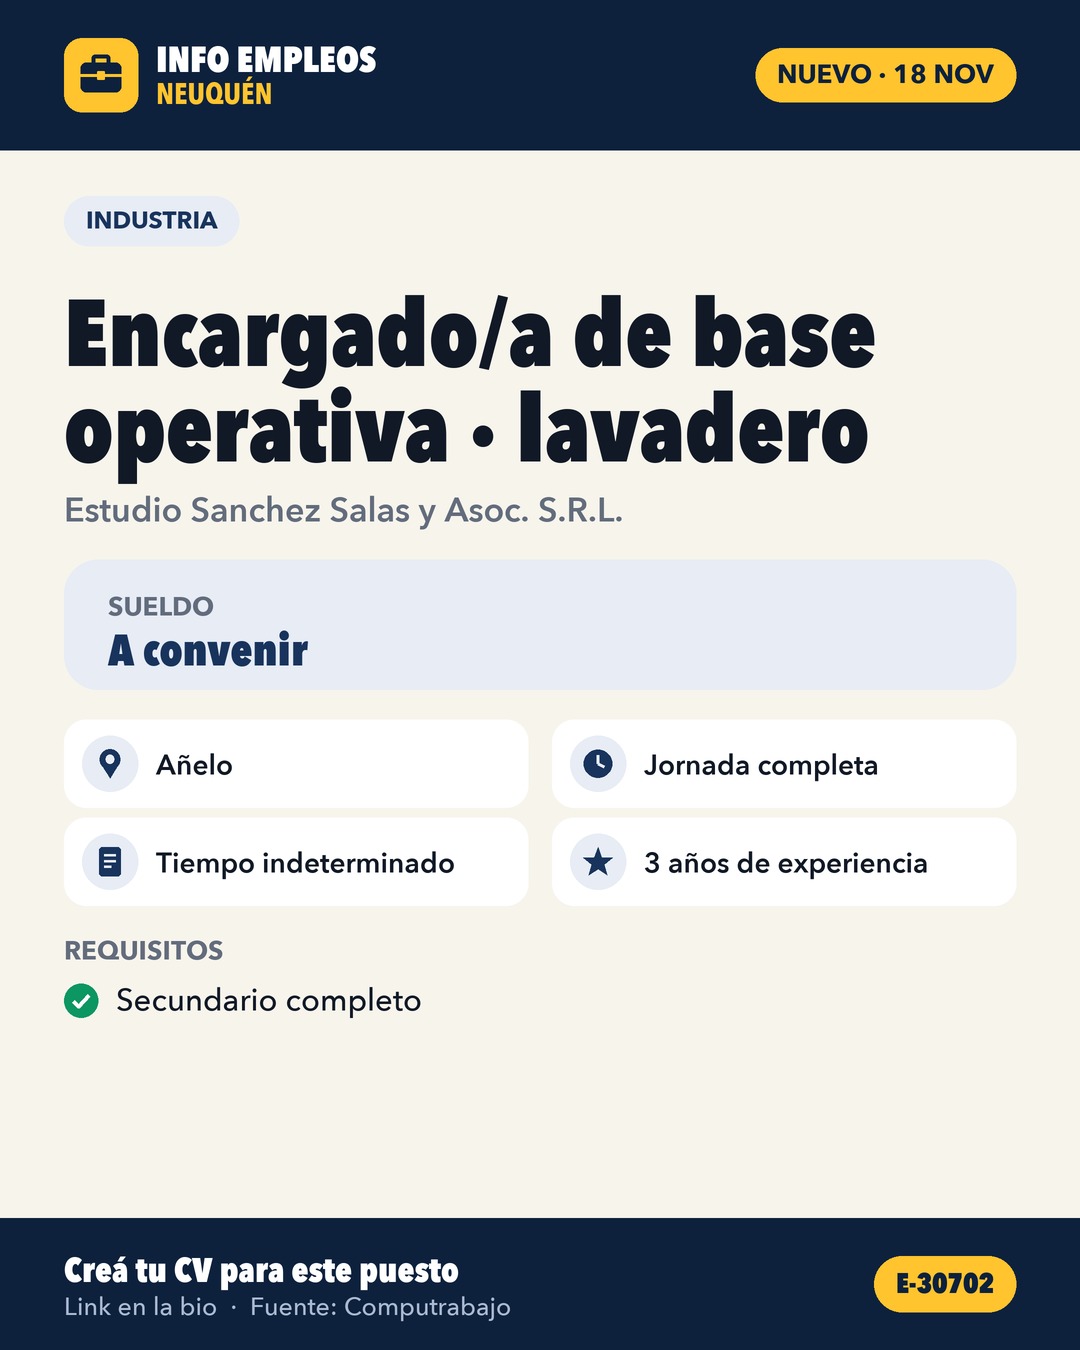 INFO EMPLEOS
NEUQUÉN
NUEVO · 18 NOV
INDUSTRIA
Encargado/a de base
operativa · lavadero
Estudio Sanchez Salas y Asoc. S.R.L.
SUELDO
A convenir
Añelo
Jornada completa
Tiempo indeterminado
3 años de experiencia
REQUISITOS
Secundario completo
Creá tu CV para este puesto
Link en la bio · Fuente: Computrabajo
E-30702